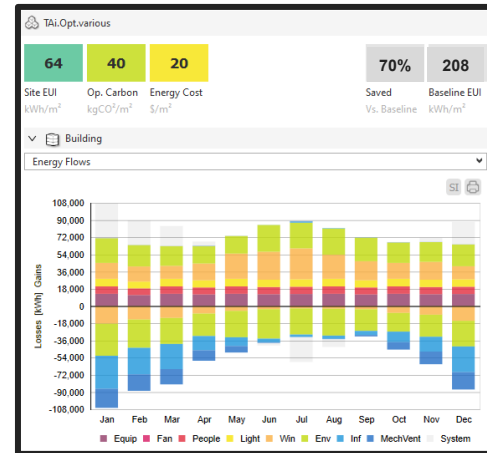 TAi.Opt.various
64 40 20 70% 208
Site EUI Op. Carbon Energy Cost Saved Baseline EUI
kWh/m² kgCO²/m² $/m² Vs. Baseline kWh/m²
Building
Energy Flows
SI
108,000
90,000
72,000
54,000
36,000
18,000
0
-18,000
-36,000
-54,000
-72,000
-90,000
-108,000
Losses [kWh] Gains
Jan Feb Mar Apr May Jun Jul Aug Sep Oct Nov Dec
Equip Fan People Light Win Env Inf MechVent System